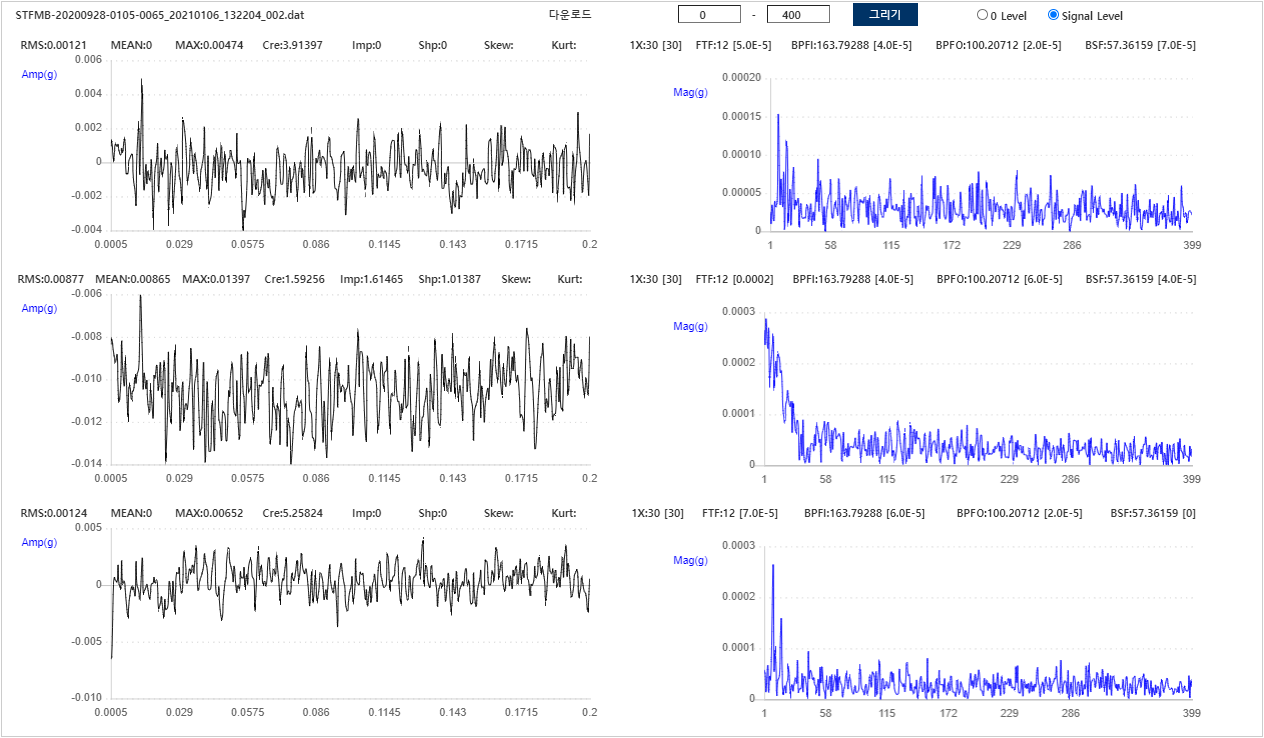 STFMB-20200928-0105-0065_20210106_132204_002.dat 다운로드 0 - 400 그리기 0 Level Signal Level
RMS:0.00121 MEAN:0 MAX:0.00474 Cre:3.91397 Imp:0 Shp:0 Skew: Kurt:
Amp(g)
0.006
0.004
0.002
0
-0.002
-0.004
0.0005 0.029 0.0575 0.086 0.1145 0.143 0.1715 0.2
1X:30 [30] FTF:12 [5.0E-5] BPFI:163.79288 [4.0E-5] BPFO:100.20712 [2.0E-5] BSF:57.36159 [7.0E-5]
Mag(g)
0.00020
0.00015
0.00010
0.00005
0
1 58 115 172 229 286 399
RMS:0.00877 MEAN:0.00865 MAX:0.01397 Cre:1.59256 Imp:1.61465 Shp:1.01387 Skew: Kurt:
Amp(g)
-0.006
-0.008
-0.010
-0.012
-0.014
0.0005 0.029 0.0575 0.086 0.1145 0.143 0.1715 0.2
1X:30 [30] FTF:12 [0.0002] BPFI:163.79288 [4.0E-5] BPFO:100.20712 [6.0E-5] BSF:57.36159 [4.0E-5]
Mag(g)
0.0003
0.0002
0.0001
0
1 58 115 172 229 286 399
RMS:0.00124 MEAN:0 MAX:0.00652 Cre:5.25824 Imp:0 Shp:0 Skew: Kurt:
Amp(g)
0.005
0
-0.005
-0.010
0.0005 0.029 0.0575 0.086 0.1145 0.143 0.1715 0.2
1X:30 [30] FTF:12 [7.0E-5] BPFI:163.79288 [6.0E-5] BPFO:100.20712 [2.0E-5] BSF:57.36159 [0]
Mag(g)
0.0003
0.0002
0.0001
0
1 58 115 172 229 286 399